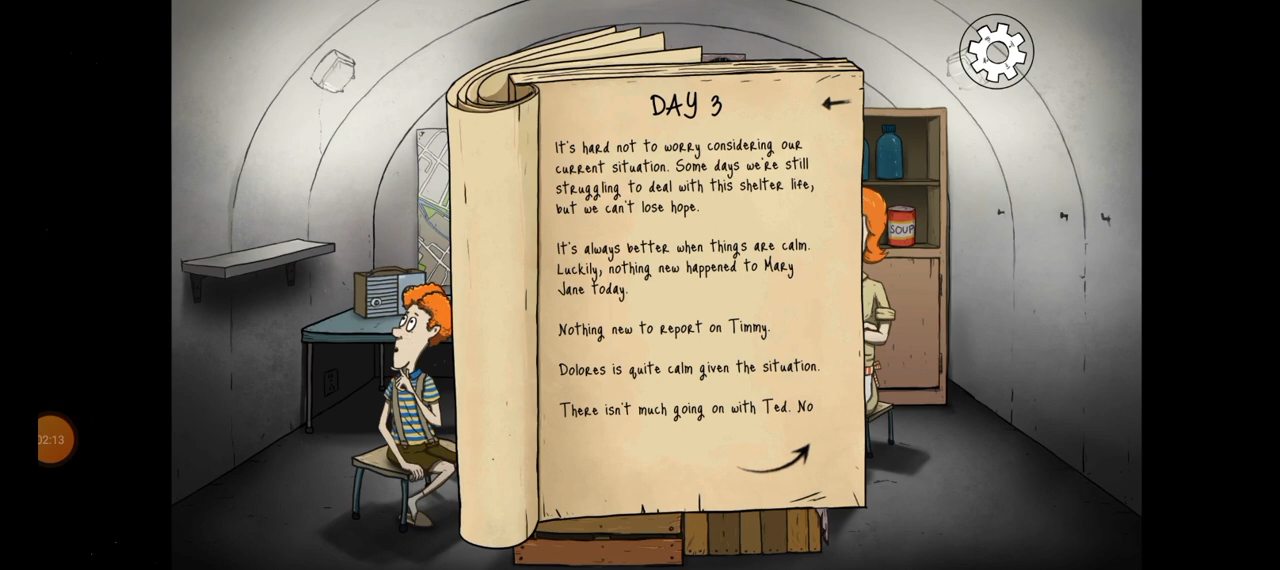 DAY 3
It's hard not to worry considering our
current situation. Some days we're still
struggling to deal with this shelter life,
but we can't lose hope.
It's always better when things are calm.
Luckily, nothing new happened to Mary
Jane today.
Nothing new to report on Timmy.
Dolores is quite calm given the situation.
There isn't much going on with Ted. No
SOUP
02:13